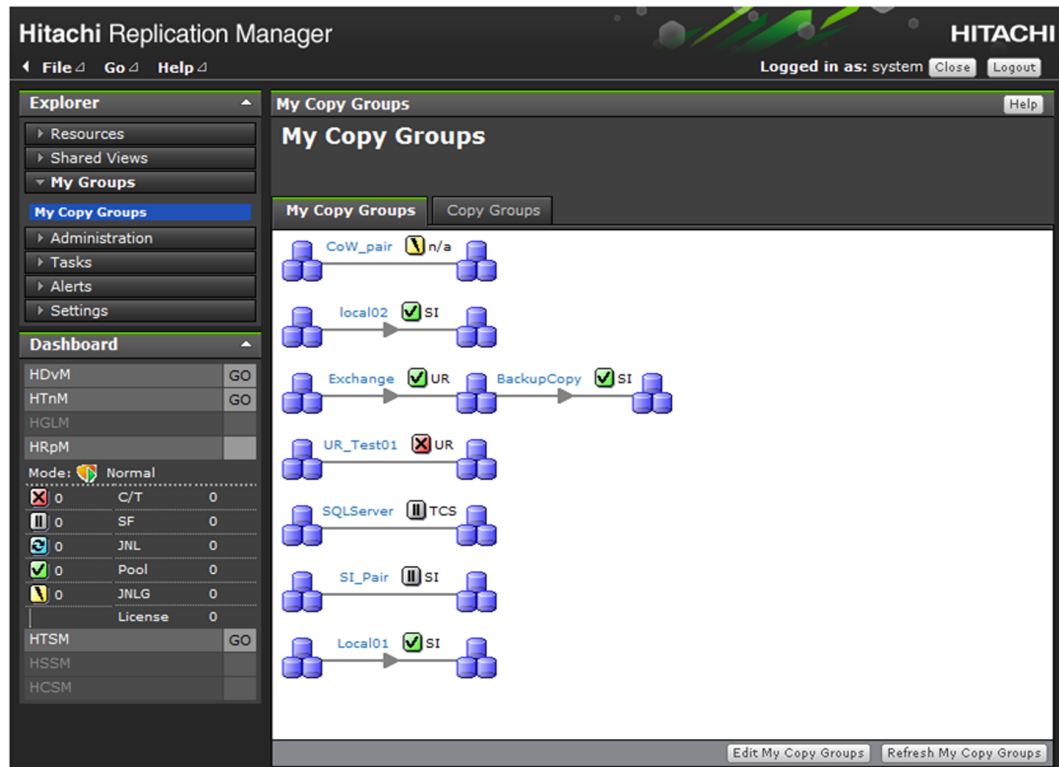 Hitachi Replication Manager
HITACHI
File Go Help
Logged in as: system Close Logout
Explorer
Resources
Shared Views
My Groups
My Copy Groups
Administration
Tasks
Alerts
Settings
Dashboard
HDvM GO
HTnM GO
HGLM
HRpM
Mode: Normal
0 C/T 0
0 SF 0
0 JNL 0
0 Pool 0
0 JNLG 0
License 0
HTSM GO
HSSM
HCSM
My Copy Groups
Help
My Copy Groups
My Copy Groups Copy Groups
CoW_pair n/a
local02 SI
Exchange UR BackupCopy SI
UR_Test01 UR
SQLServer TCS
SI_Pair SI
Local01 SI
Edit My Copy Groups Refresh My Copy Groups